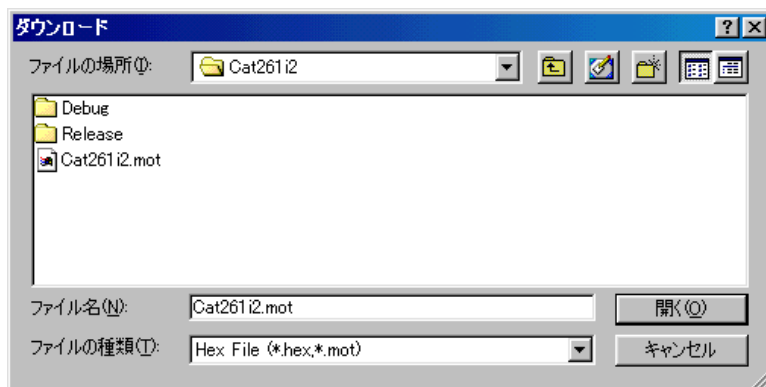 ダウンロード
ファイルの場所(I): Cat261i2
Debug
Release
Cat261i2.mot
ファイル名(N): Cat261i2.mot 開く(O)
ファイルの種類(T): Hex File (*.hex,*.mot) キャンセル